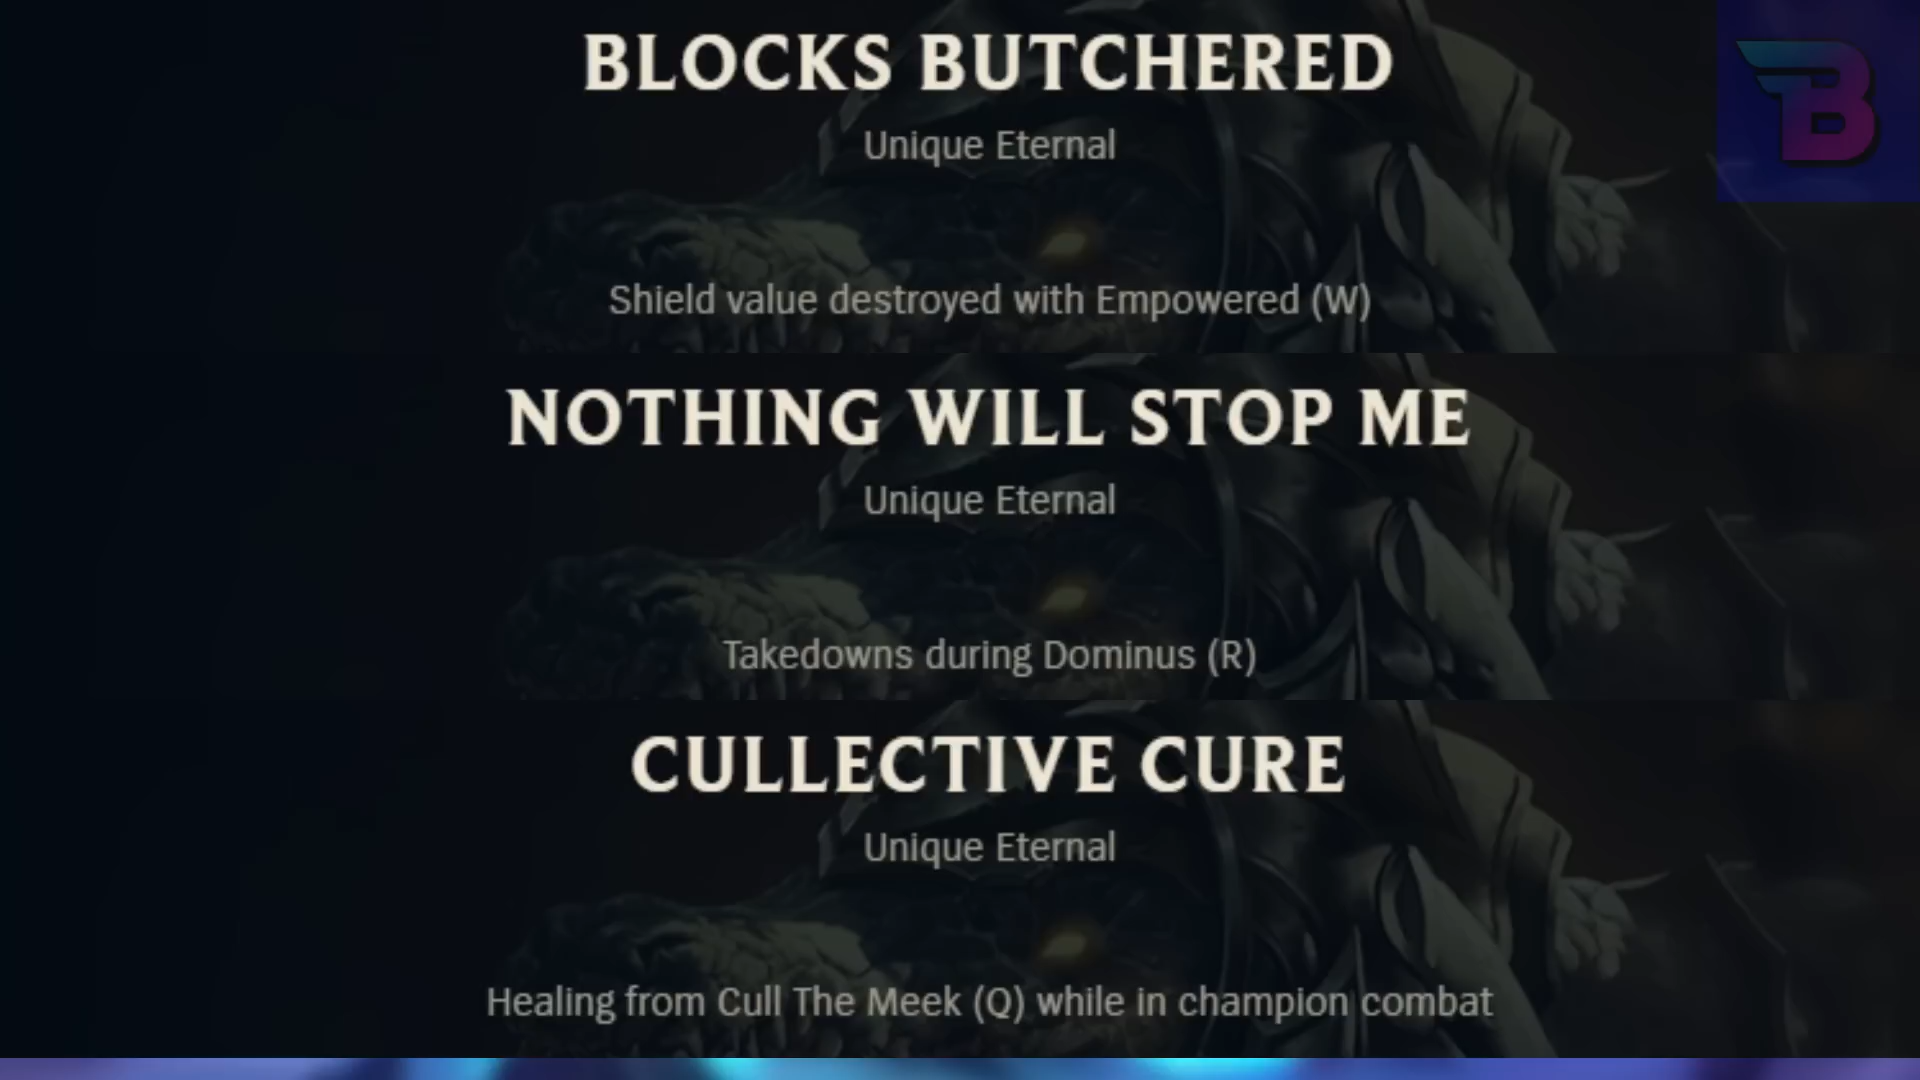 BLOCKS BUTCHERED
Unique Eternal
Shield value destroyed with Empowered (W)
NOTHING WILL STOP ME
Unique Eternal
Takedowns during Dominus (R)
CULLECTIVE CURE
Unique Eternal
Healing from Cull The Meek (Q) while in champion combat
B